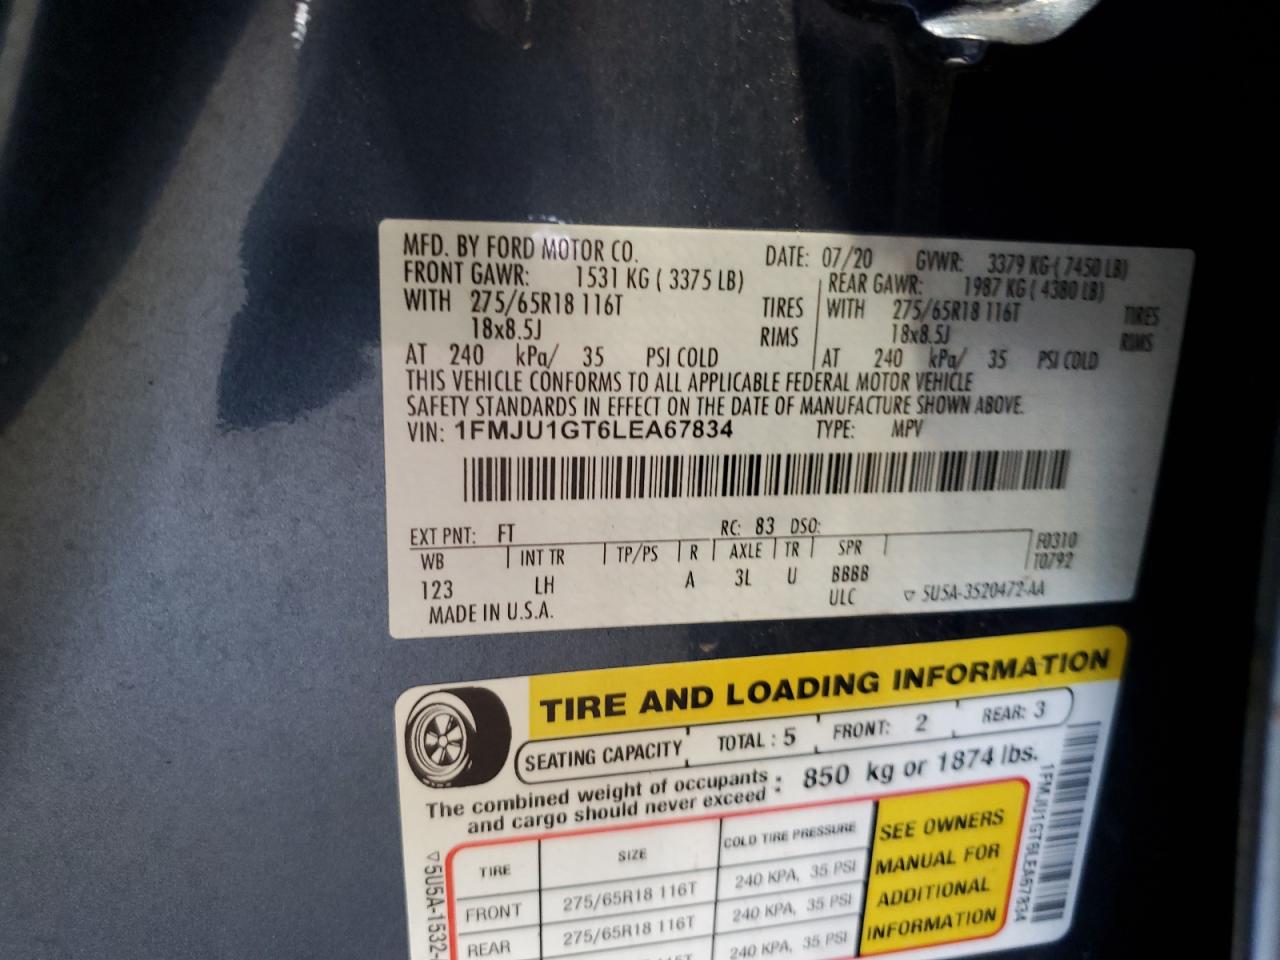 MFD. BY FORD MOTOR CO. DATE: 07/20 GVWR: 3379 KG ( 7450 LB)
FRONT GAWR: 1531 KG ( 3375 LB) REAR GAWR: 1987 KG ( 4380 LB)
WITH 275/65R18 116T TIRES WITH 275/65R18 116T TIRES
18x8.5J RIMS 18x8.5J RIMS
AT 240 kPa/ 35 PSI COLD AT 240 kPa/ 35 PSI COLD
THIS VEHICLE CONFORMS TO ALL APPLICABLE FEDERAL MOTOR VEHICLE
SAFETY STANDARDS IN EFFECT ON THE DATE OF MANUFACTURE SHOWN ABOVE.
VIN: 1FMJU1GT6LEA67834 TYPE: MPV
EXT PNT: FT RC: 83 DSO: F0310
WB INT TR TP/PS R AXLE TR SPR T0792
123 LH A 3L U BBBB
ULC ▽ 5U5A-3520472-AA
MADE IN U.S.A.
TIRE AND LOADING INFORMATION
SEATING CAPACITY TOTAL : 5 FRONT: 2 REAR: 3
The combined weight of occupants
and cargo should never exceed : 850 kg or 1874 lbs.
TIRE SIZE COLD TIRE PRESSURE
FRONT 275/65R18 116T 240 KPA, 35 PSI
REAR 275/65R18 116T 240 KPA, 35 PSI
240 KPA, 35 PSI
SEE OWNERS
MANUAL FOR
ADDITIONAL
INFORMATION
1FMJU1GT6LEA67834
▽5U5A-1532-